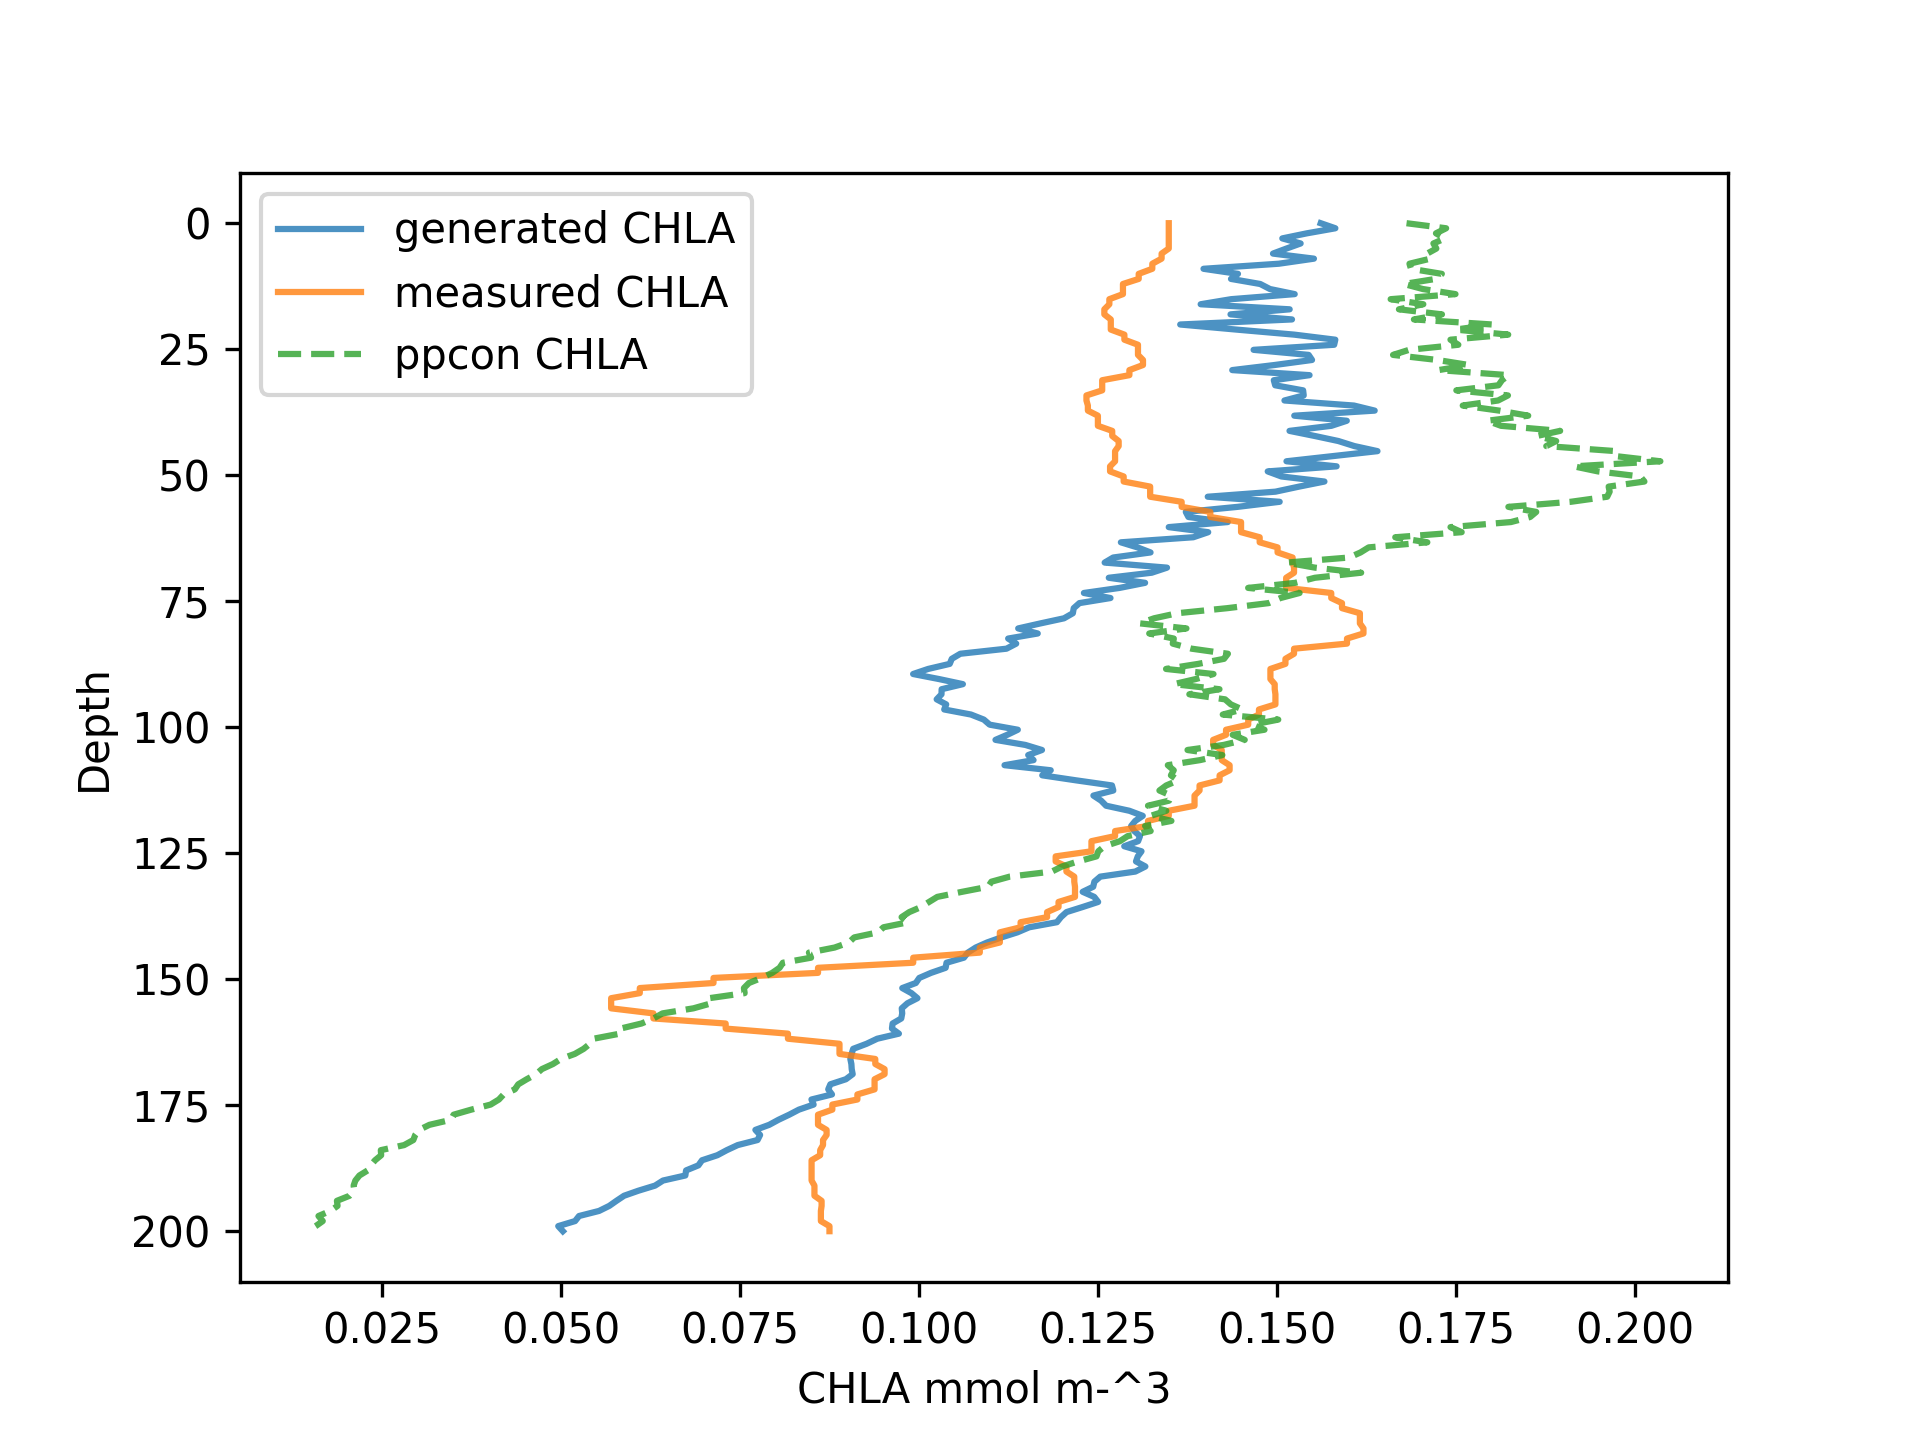 generated CHLA
measured CHLA
ppcon CHLA
0
25
50
75
100
125
150
175
200
Depth
0.025 0.050 0.075 0.100 0.125 0.150 0.175 0.200
CHLA mmol m-^3